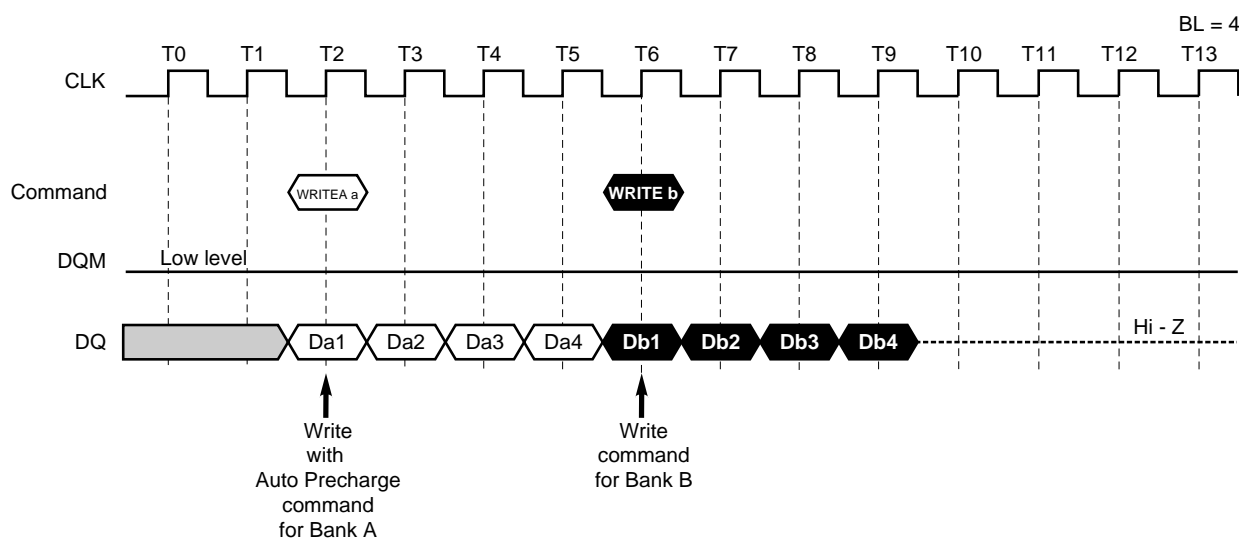 BL = 4
T0 T1 T2 T3 T4 T5 T6 T7 T8 T9 T10 T11 T12 T13
CLK
Command WRITEA a WRITE b
DQM Low level
DQ Da1 Da2 Da3 Da4 Db1 Db2 Db3 Db4 Hi - Z
Write
with
Auto Precharge
command
for Bank A
Write
command
for Bank B